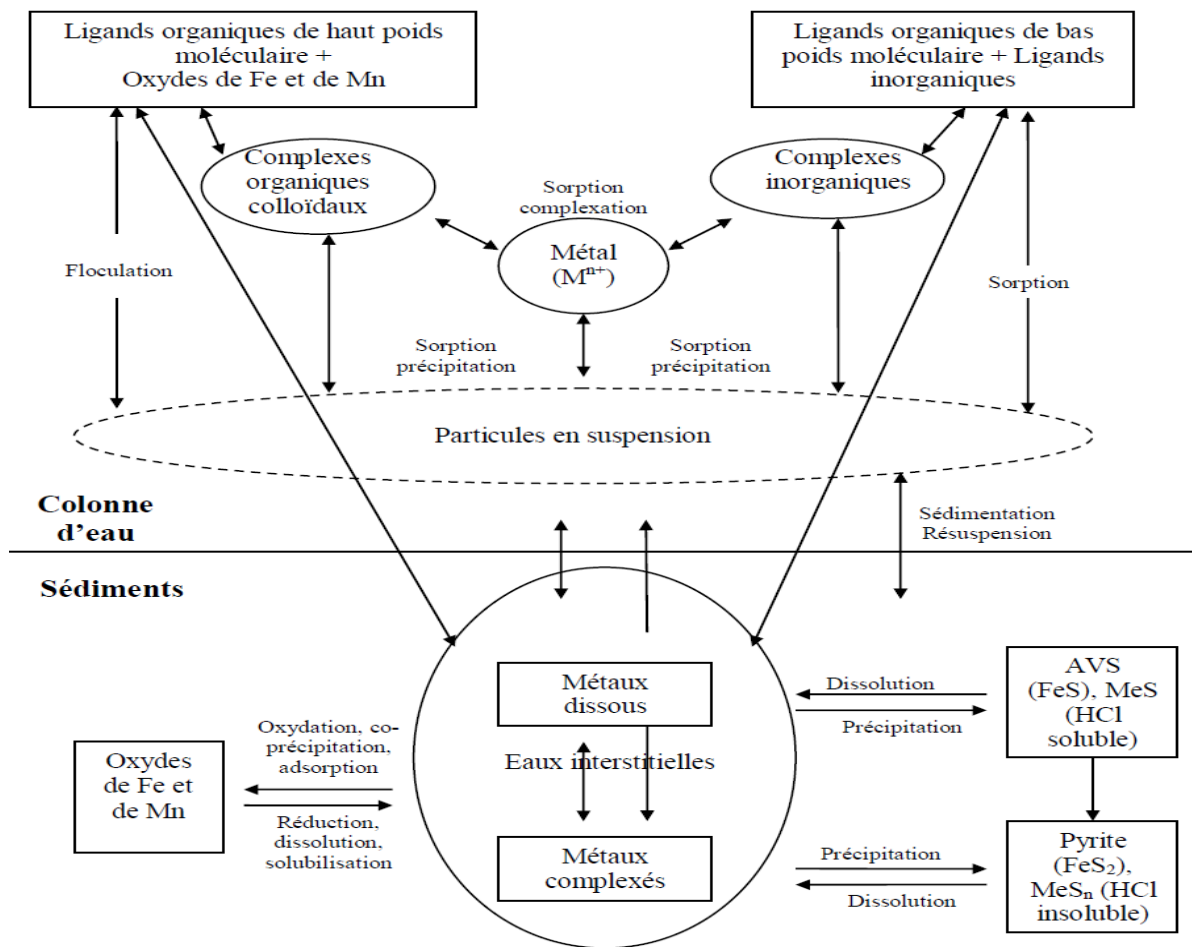 Ligands organiques de haut poids
moléculaire +
Oxydes de Fe et de Mn
Ligands organiques de bas
poids moléculaire + Ligands
inorganiques
Complexes
organiques
colloïdaux
Sorption
complexation
Complexes
inorganiques
Métal
(Mⁿ⁺)
Floculation
Sorption
Sorption
précipitation
Sorption
précipitation
Particules en suspension
Colonne
d'eau
Sédimentation
Résuspension
Sédiments
Métaux
dissous
Eaux interstitielles
Métaux
complexés
Oxydes
de Fe et
de Mn
Oxydation, co-
précipitation,
adsorption
Réduction,
dissolution,
solubilisation
Dissolution
Précipitation
AVS
(FeS), MeS
(HCl
soluble)
Précipitation
Dissolution
Pyrite
(FeS₂),
MeSₙ (HCl
insoluble)